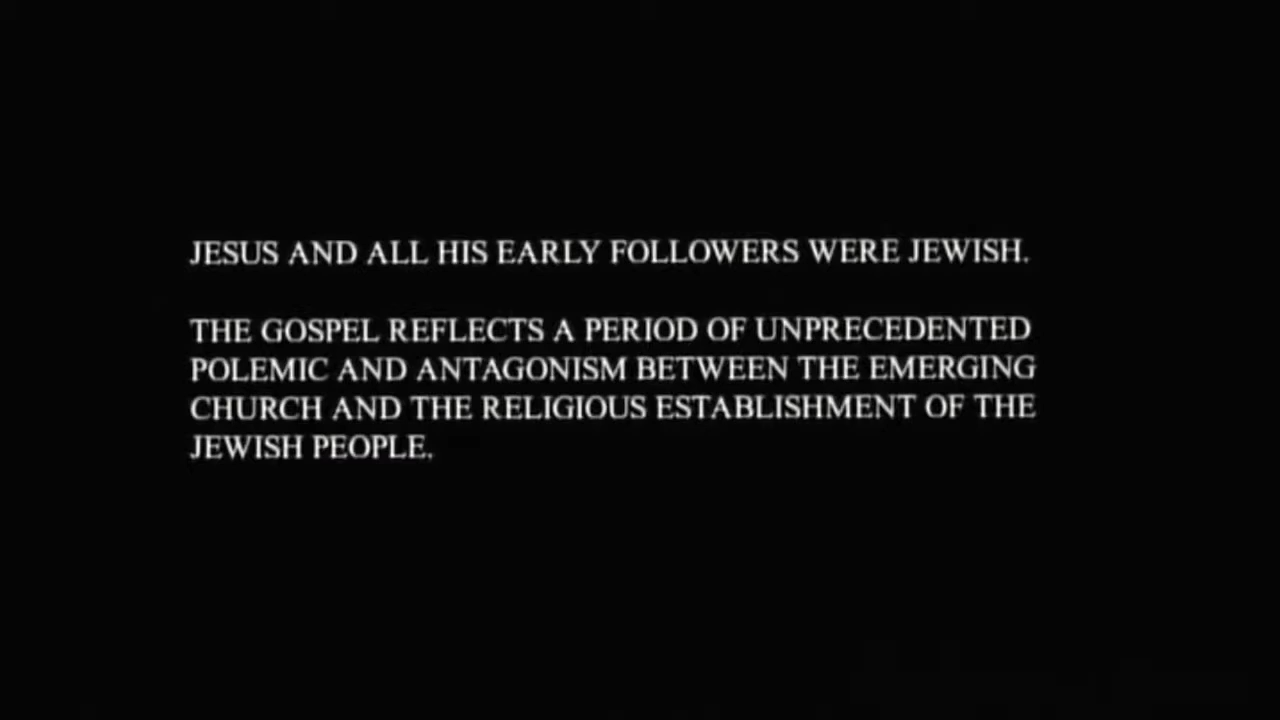 JESUS AND ALL HIS EARLY FOLLOWERS WERE JEWISH.
THE GOSPEL REFLECTS A PERIOD OF UNPRECEDENTED
POLEMIC AND ANTAGONISM BETWEEN THE EMERGING
CHURCH AND THE RELIGIOUS ESTABLISHMENT OF THE
JEWISH PEOPLE.